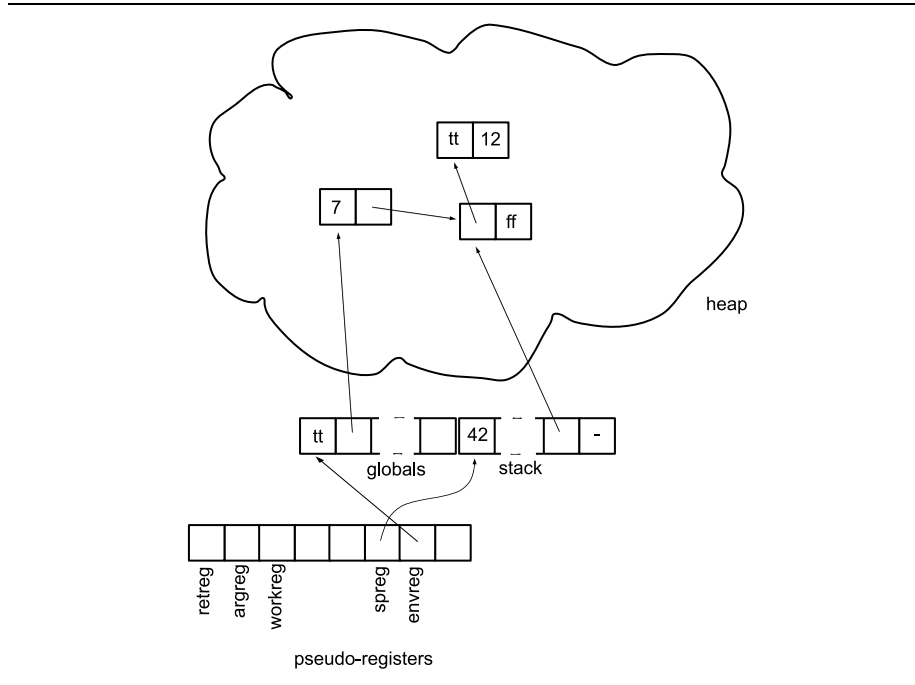 tt 12
7
ff
heap
tt
42
-
globals
stack
retreg
argreg
workreg
spreg
envreg
pseudo-registers